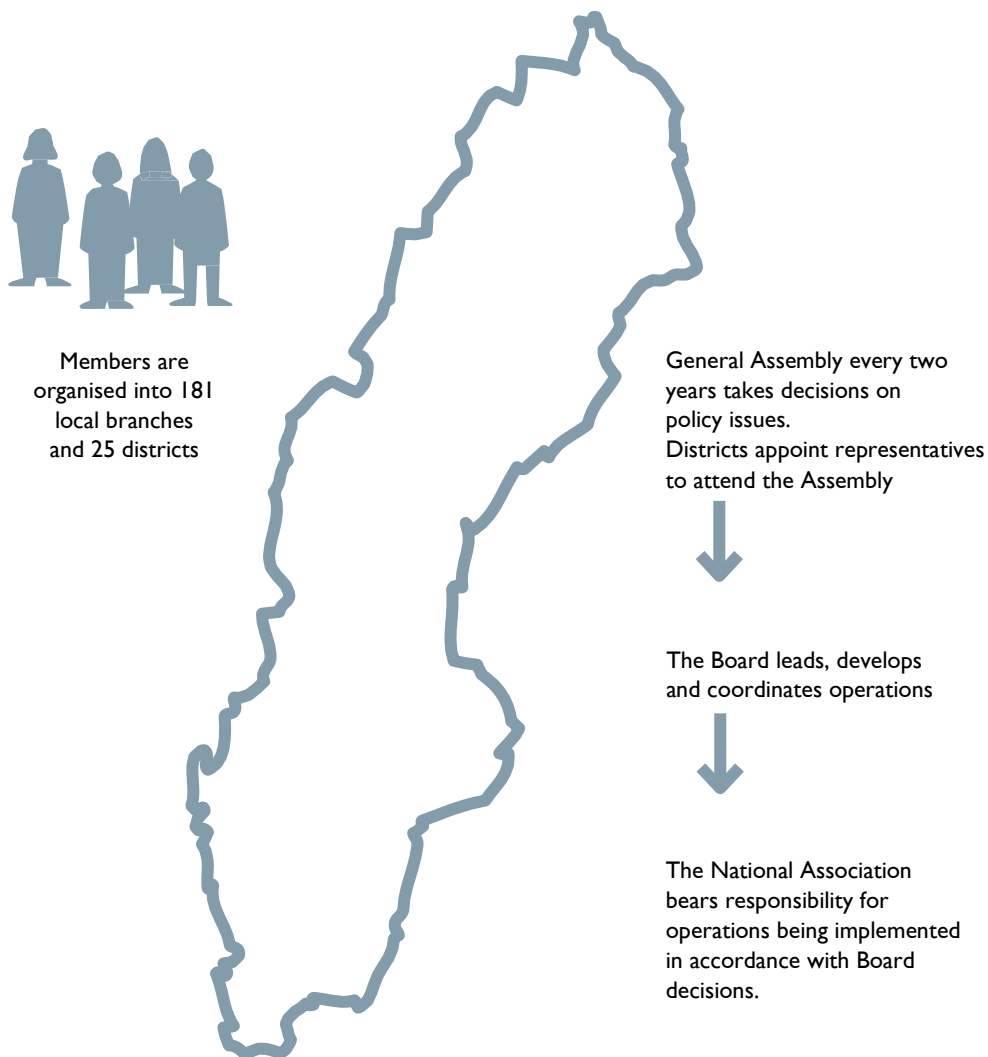 Members are
organised into 181
local branches
and 25 districts
General Assembly every two
years takes decisions on
policy issues.
Districts appoint representatives
to attend the Assembly
The Board leads, develops
and coordinates operations
The National Association
bears responsibility for
operations being implemented
in accordance with Board
decisions.